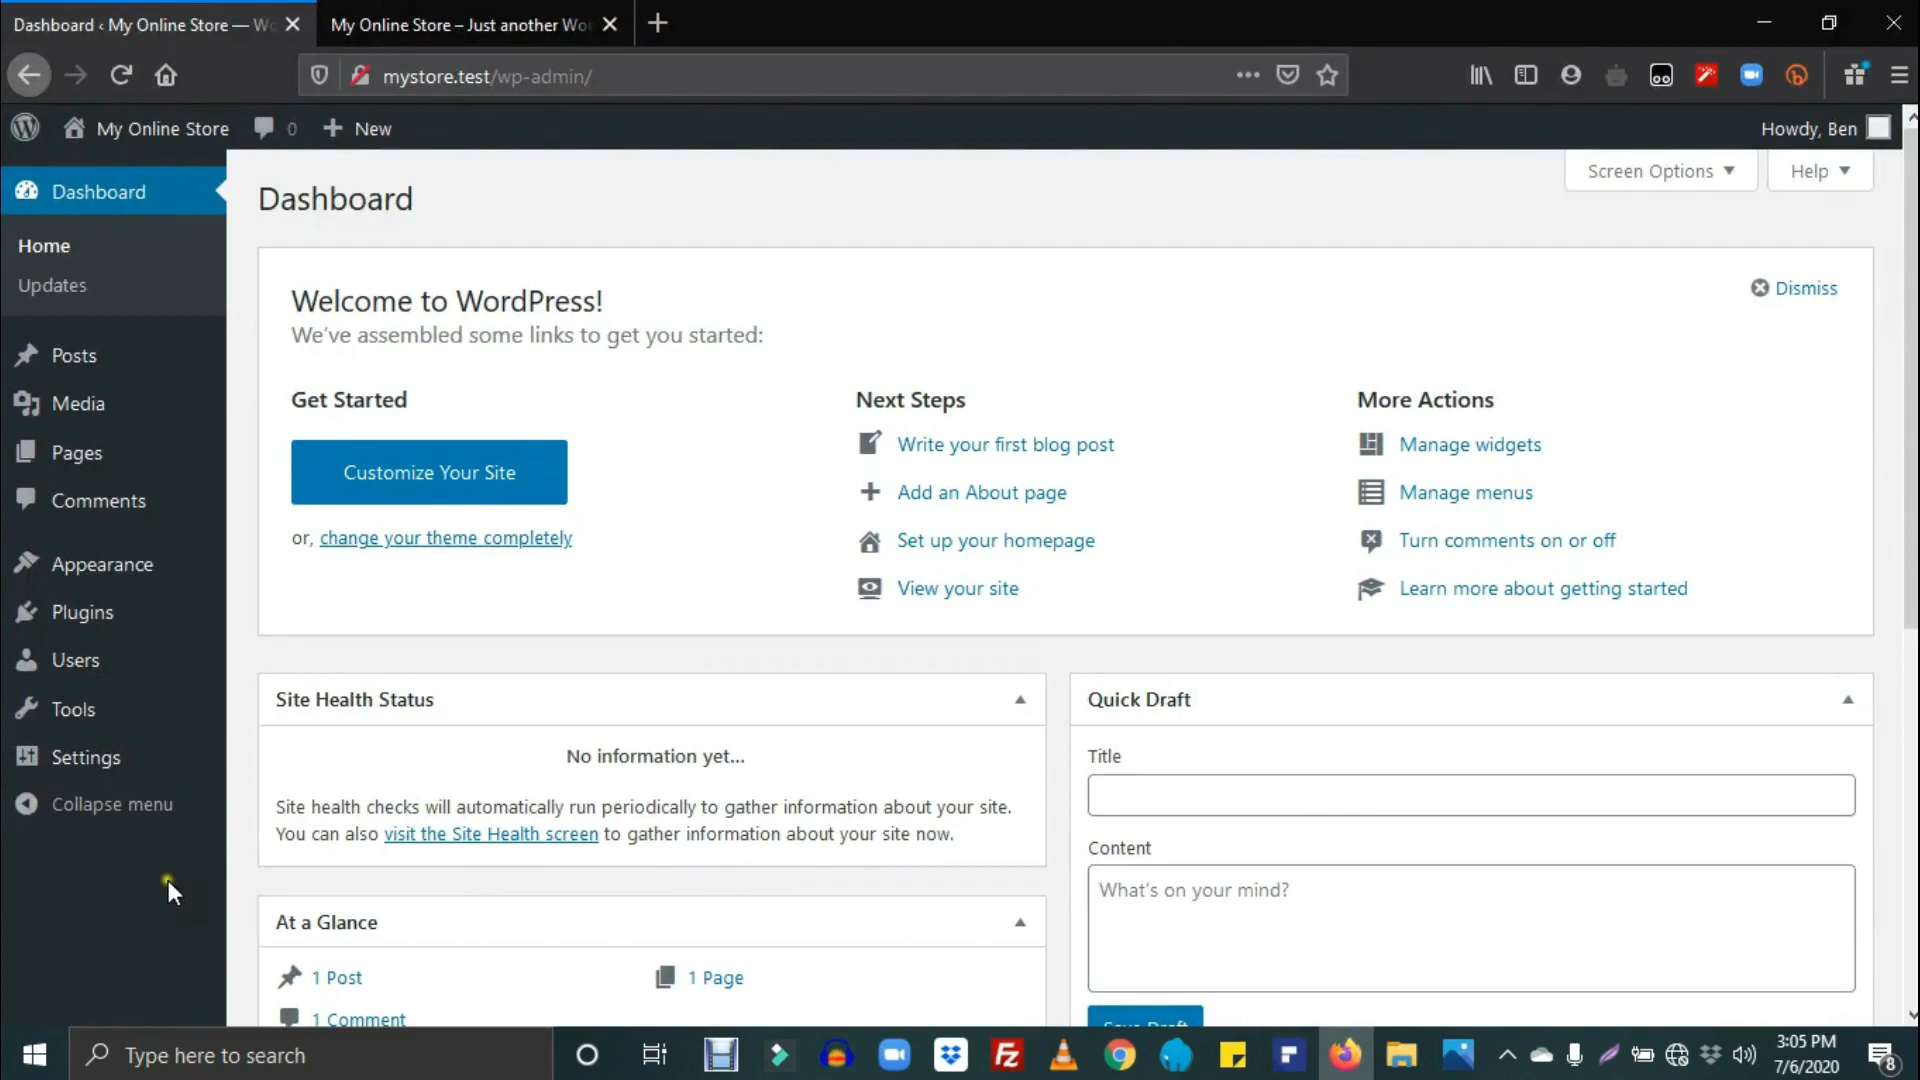 Dashboard ‹ My Online Store — Wo
My Online Store – Just another Wor
mystore.test/wp-admin/
My Online Store
0
New
Howdy, Ben
Dashboard
Home
Updates
Posts
Media
Pages
Comments
Appearance
Plugins
Users
Tools
Settings
Collapse menu
Screen Options
Help
Dashboard
Welcome to WordPress!
We've assembled some links to get you started:
Dismiss
Get Started
Customize Your Site
or, change your theme completely
Next Steps
Write your first blog post
Add an About page
Set up your homepage
View your site
More Actions
Manage widgets
Manage menus
Turn comments on or off
Learn more about getting started
Site Health Status
No information yet...
Site health checks will automatically run periodically to gather information about your site.
You can also visit the Site Health screen to gather information about your site now.
At a Glance
1 Post
1 Page
1 Comment
Quick Draft
Title
Content
What's on your mind?
Save Draft
Type here to search
3:05 PM
7/6/2020
8